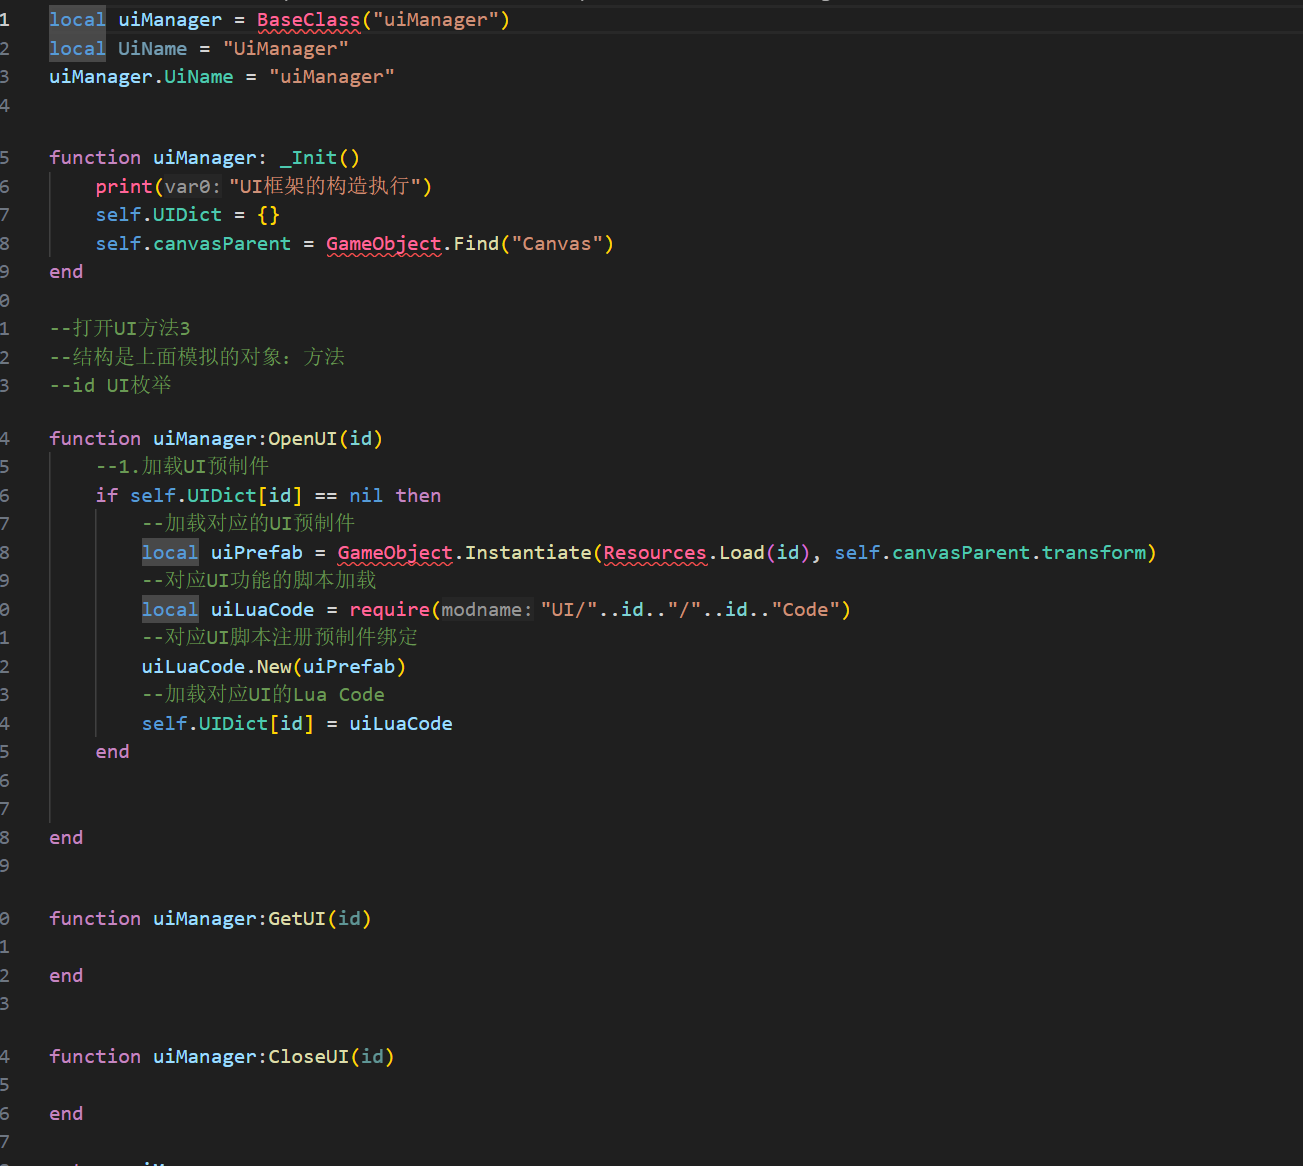 1 local uiManager = BaseClass("uiManager")
2 local UiName = "UiManager"
3 uiManager.UiName = "uiManager"
4
5 function uiManager: _Init()
6 print(var0: "UI框架的构造执行")
7 self.UIDict = {}
8 self.canvasParent = GameObject.Find("Canvas")
9 end
0
1 --打开UI方法3
2 --结构是上面模拟的对象: 方法
3 --id UI枚举
4 function uiManager:OpenUI(id)
5 --1.加载UI预制件
6 if self.UIDict[id] == nil then
7 --加载对应的UI预制件
8 local uiPrefab = GameObject.Instantiate(Resources.Load(id), self.canvasParent.transform)
9 --对应UI功能的脚本加载
0 local uiLuaCode = require(modname: "UI/"..id.."/"..id.."Code")
1 --对应UI脚本注册预制件绑定
2 uiLuaCode.New(uiPrefab)
3 --加载对应UI的Lua Code
4 self.UIDict[id] = uiLuaCode
5 end
6
7
8 end
9
0 function uiManager:GetUI(id)
1
2 end
3
4 function uiManager:CloseUI(id)
5
6 end
7